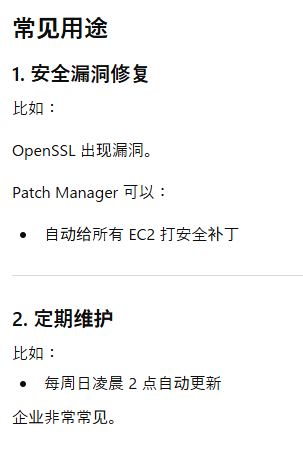 常见用途
1. 安全漏洞修复
比如：
OpenSSL 出现漏洞。
Patch Manager 可以：
• 自动给所有 EC2 打安全补丁
2. 定期维护
比如：
• 每周日凌晨 2 点自动更新
企业非常常见。